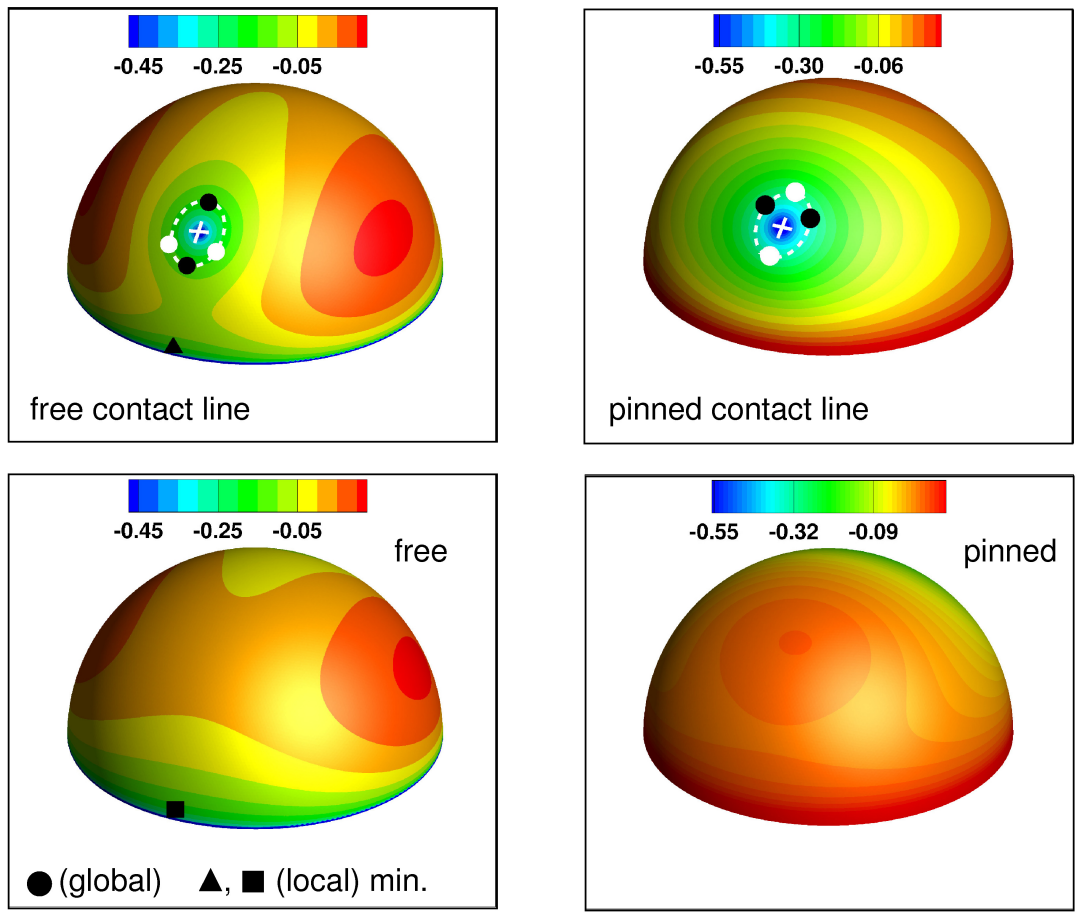 -0.45 -0.25 -0.05
free contact line
-0.55 -0.30 -0.06
pinned contact line
-0.45 -0.25 -0.05
free
● (global) ▲, ■ (local) min.
-0.55 -0.32 -0.09
pinned